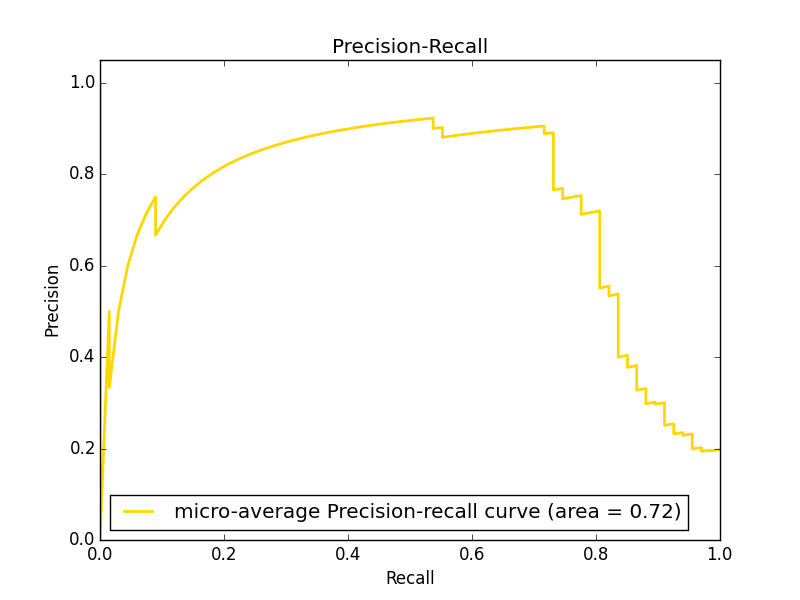 Precision-Recall
1.0
0.8
0.6
0.4
0.2
0.0
Precision
micro-average Precision-recall curve (area = 0.72)
0.0 0.2 0.4 0.6 0.8 1.0
Recall